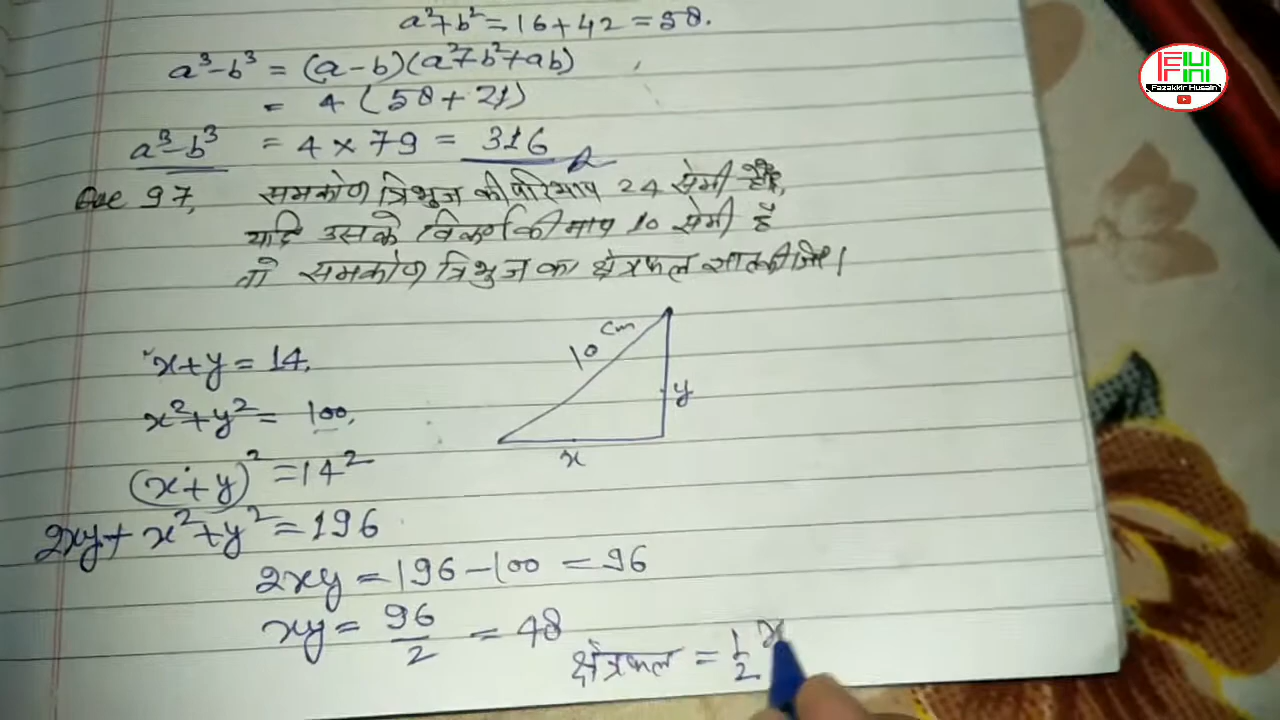 a²+b² = 16+42 = 58.
a³-b³ = (a-b)(a²+b²+ab)
= 4 (58+21)
a³-b³ = 4 × 79 = 316
Que 97, समकोण त्रिभुज की परिमाप 24 सेमी है,
यदि उसके विकर्ण की माप 10 सेमी है
तो समकोण त्रिभुज का क्षेत्रफल ज्ञात कीजिए।
10 cm
y
x
x+y = 14.
x²+y² = 100.
(x+y)² = 14²
2xy + x²+y² = 196
2xy = 196-100 = 96
xy = 96/2 = 48
क्षेत्रफल = 1/2 x
Fazakkir Husain